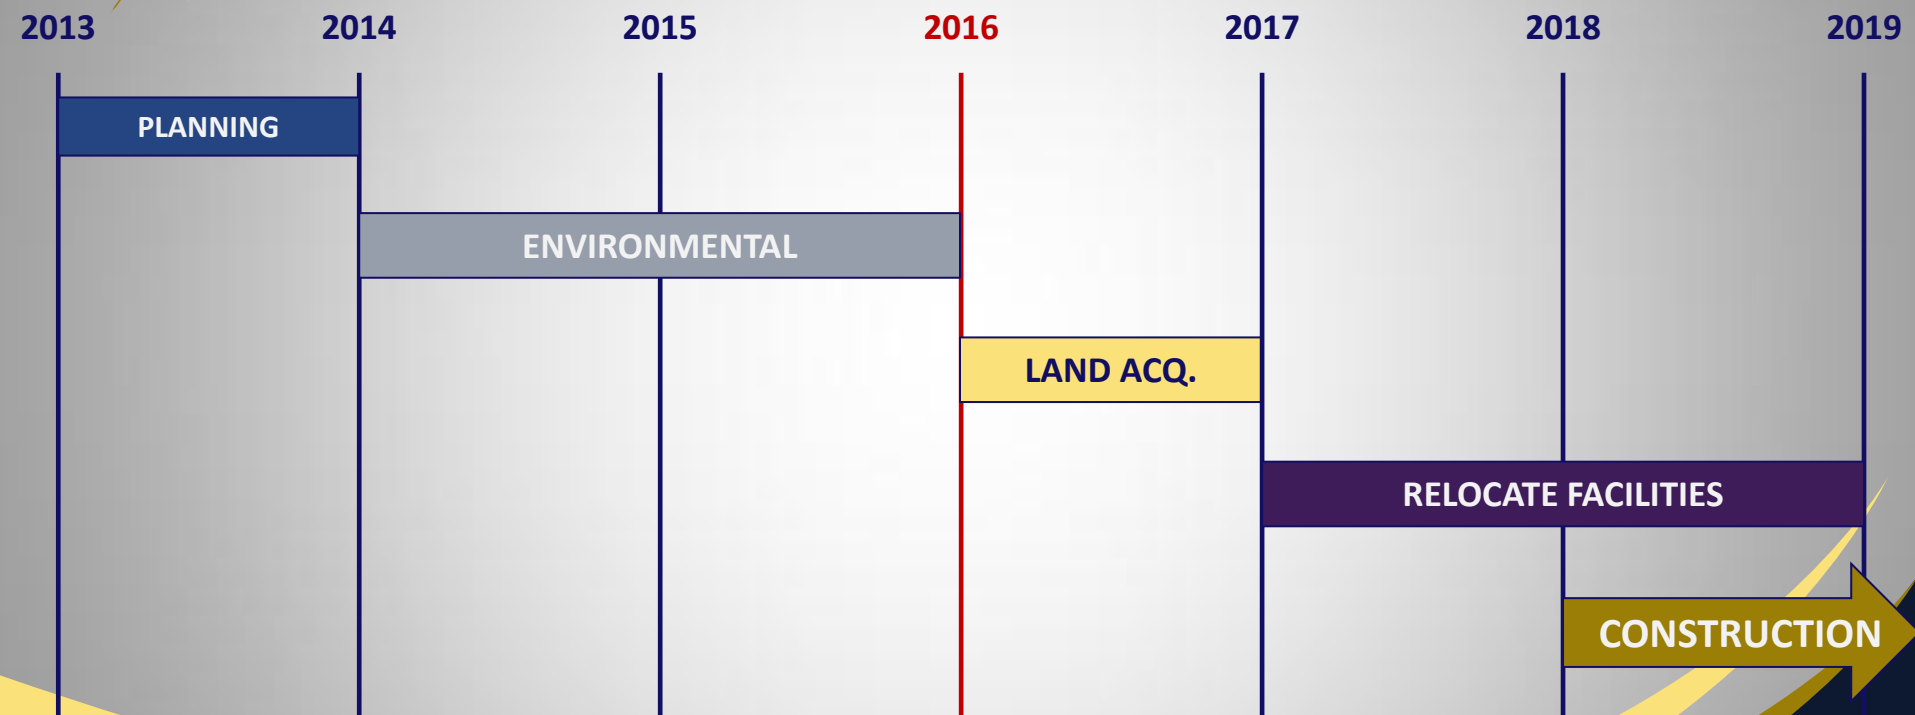 2013 2014 2015 2016 2017 2018 2019
PLANNING
ENVIRONMENTAL
LAND ACQ.
RELOCATE FACILITIES
CONSTRUCTION